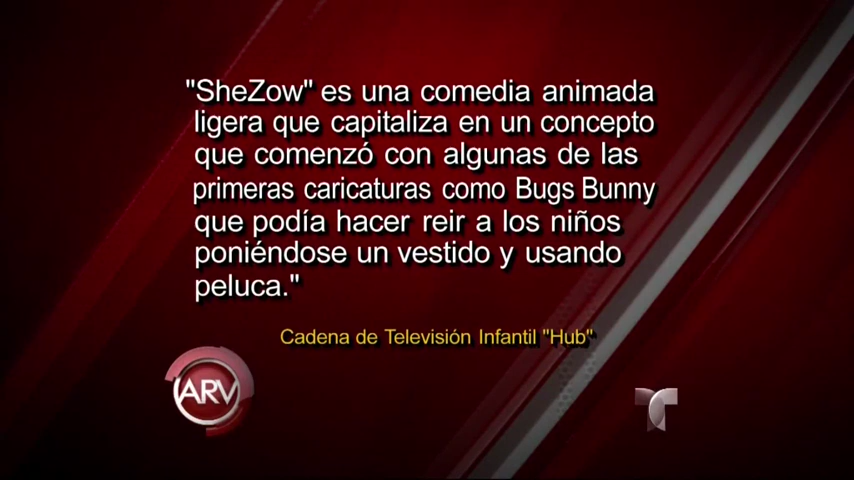 "SheZow" es una comedia animada
ligera que capitaliza en un concepto
que comenzó con algunas de las
primeras caricaturas como Bugs Bunny
que podía hacer reir a los niños
poniéndose un vestido y usando
peluca."
Cadena de Televisión Infantil "Hub"
ARV
T